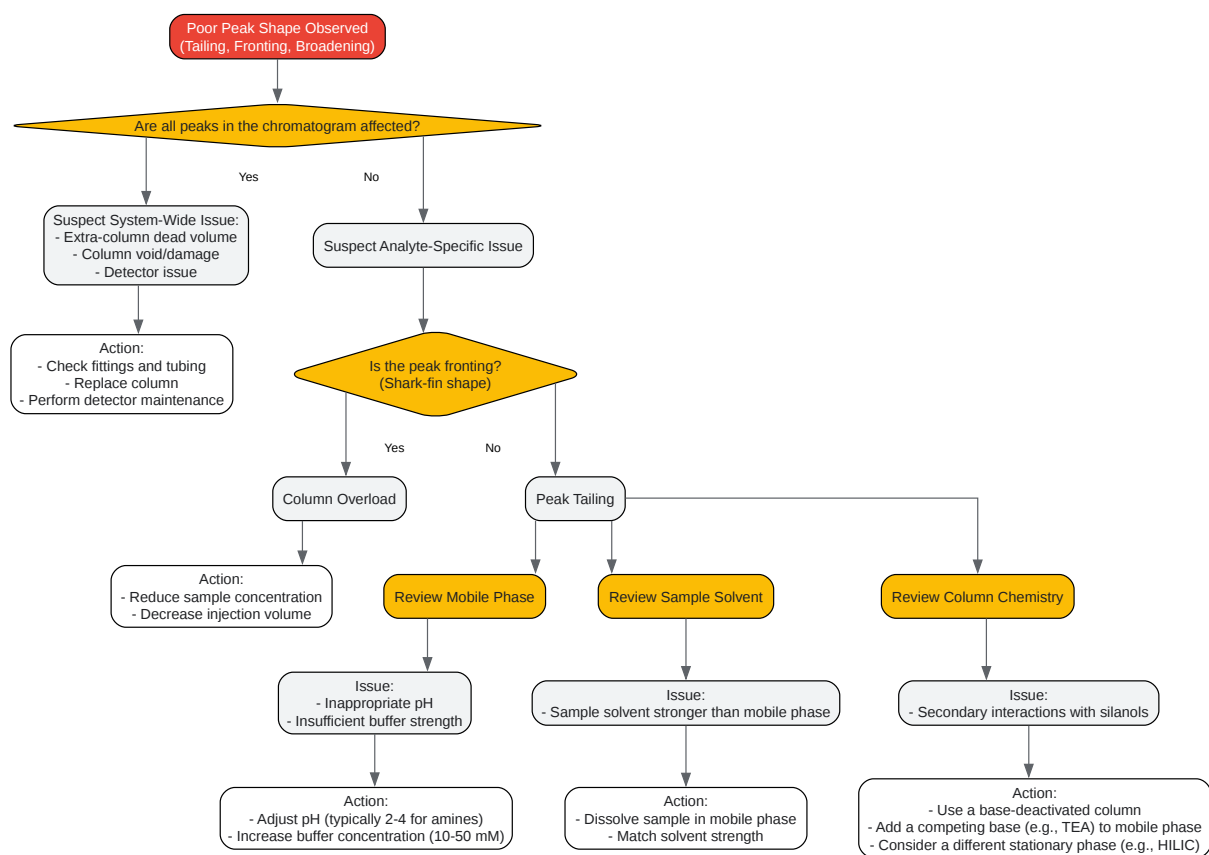 Poor Peak Shape Observed
(Tailing, Fronting, Broadening)
Are all peaks in the chromatogram affected?
Yes
No
Suspect System-Wide Issue:
- Extra-column dead volume
- Column void/damage
- Detector issue
Suspect Analyte-Specific Issue
Action:
- Check fittings and tubing
- Replace column
- Perform detector maintenance
Is the peak fronting?
(Shark-fin shape)
Yes
No
Column Overload
Peak Tailing
Action:
- Reduce sample concentration
- Decrease injection volume
Review Mobile Phase
Review Sample Solvent
Review Column Chemistry
Issue:
- Inappropriate pH
- Insufficient buffer strength
Issue:
- Sample solvent stronger than mobile phase
Issue:
- Secondary interactions with silanols
Action:
- Adjust pH (typically 2-4 for amines)
- Increase buffer concentration (10-50 mM)
Action:
- Dissolve sample in mobile phase
- Match solvent strength
Action:
- Use a base-deactivated column
- Add a competing base (e.g., TEA) to mobile phase
- Consider a different stationary phase (e.g., HILIC)